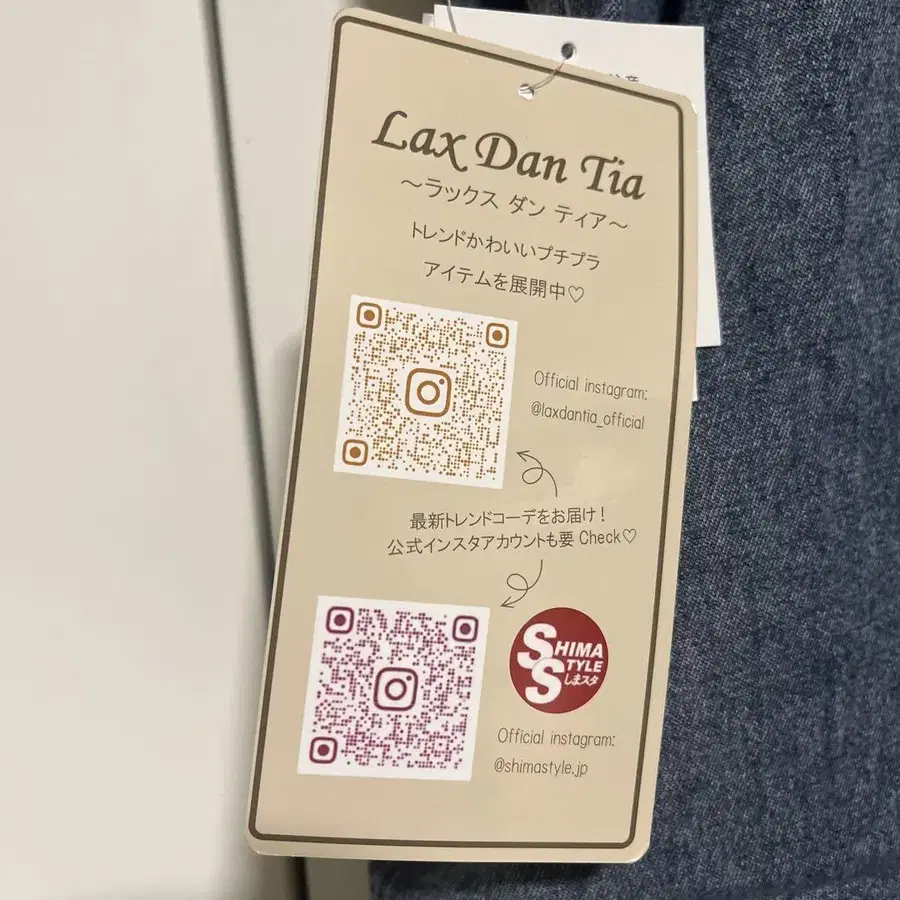 Lax Dan Tia
～ラックス ダン ティア～
トレンドかわいいプチプラ
アイテムを展開中♡
Official instagram:
@laxdantia_official
最新トレンドコーデをお届け！
公式インスタアカウントも要 Check♡
SHIMA
STYLE
しまスタ
Official instagram:
@shimastyle.jp